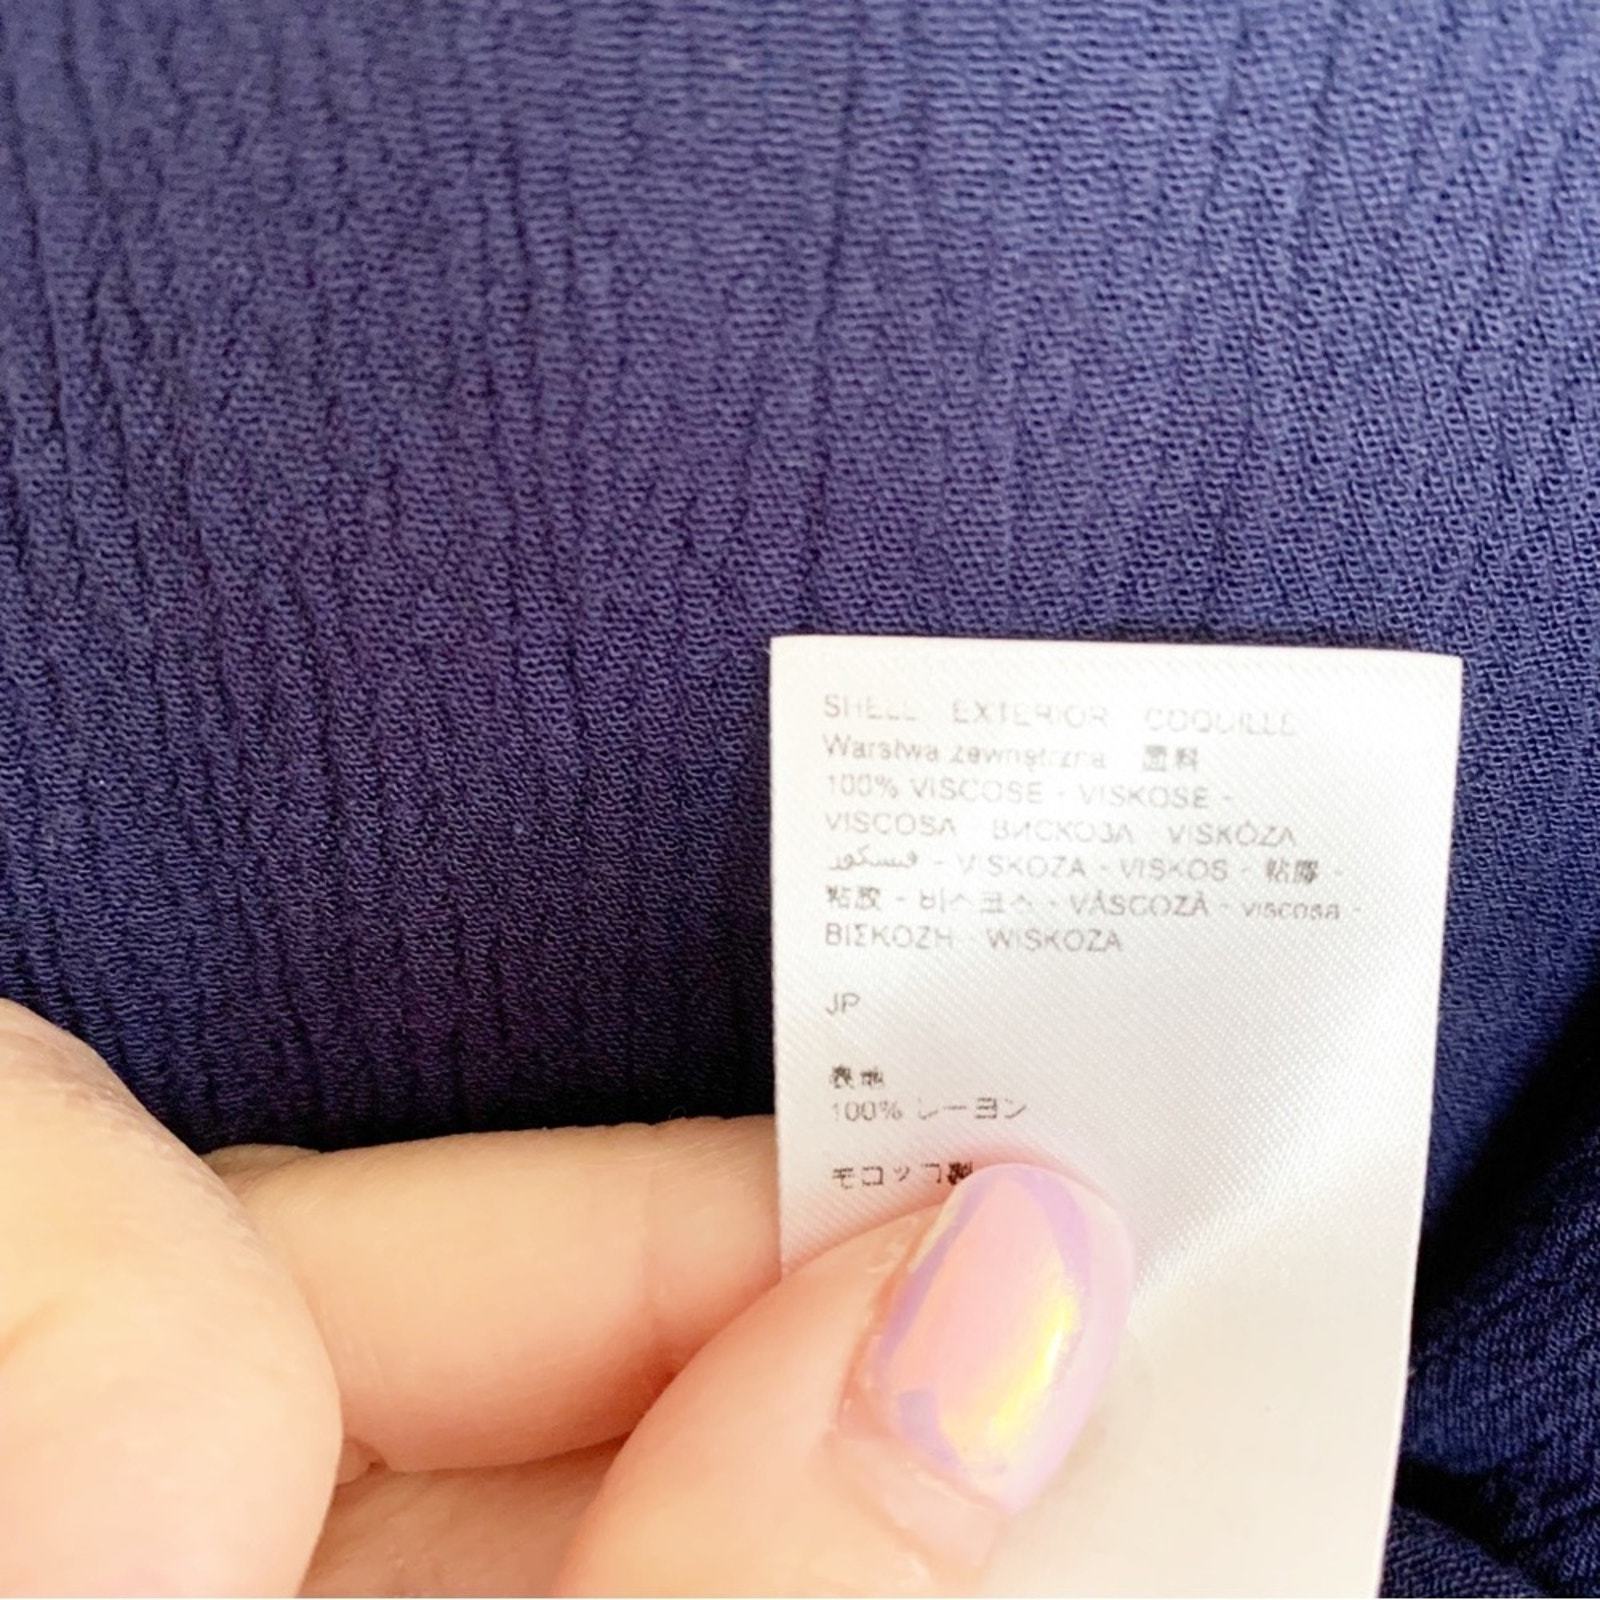 SHELL EXTERIOR COQUILLE
Warstwa zewnętrzna 面料
100% VISCOSE - VISKOSE -
VISCOSA - ВИСКОЗА - VISKÓZA
فيسكوز - VISKOZA - VISKOS - 粘膠 -
粘胶 - 비스코스 - VÁSCOZÀ - viscosa -
ΒΙΣΚΟΖΗ - WISKOZA
JP
表地
100% レーヨン
モロッコ製